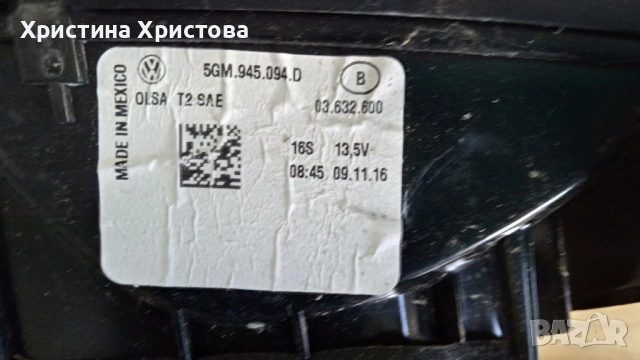 Христина Христова
MADE IN MEXICO
5GM.945.094.D
B
OLSA T2 SAE
03.632.600
16S 13,5V
08:45 09.11.16
BAZAR